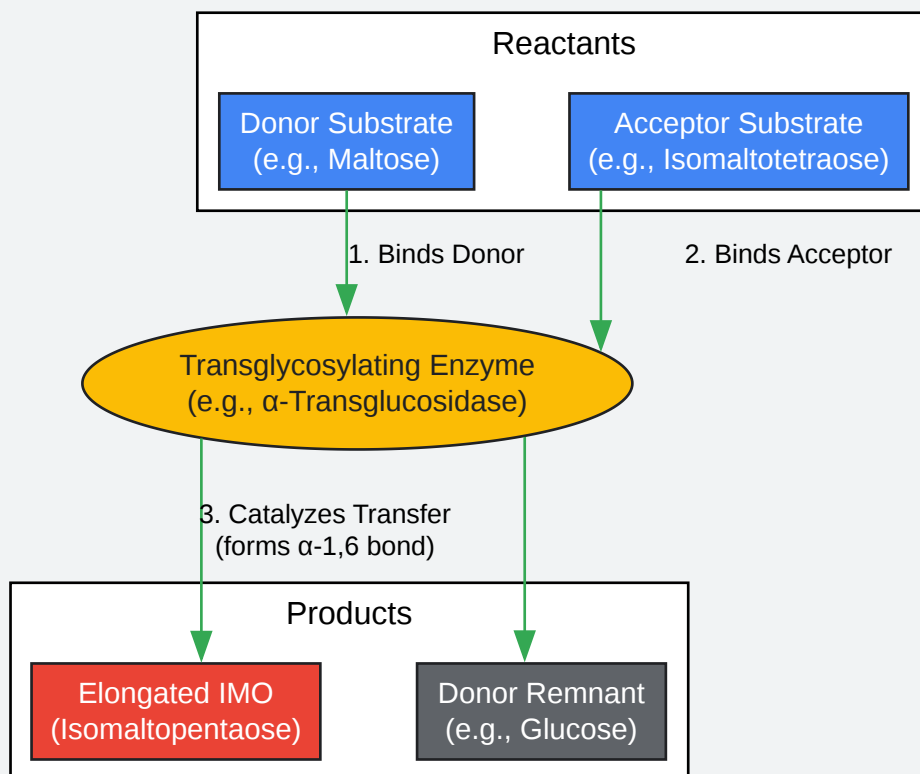 Reactants
Donor Substrate
(e.g., Maltose)
Acceptor Substrate
(e.g., Isomaltotetraose)
1. Binds Donor
2. Binds Acceptor
Transglycosylating Enzyme
(e.g., α-Transglucosidase)
3. Catalyzes Transfer
(forms α-1,6 bond)
Products
Elongated IMO
(Isomaltopentaose)
Donor Remnant
(e.g., Glucose)